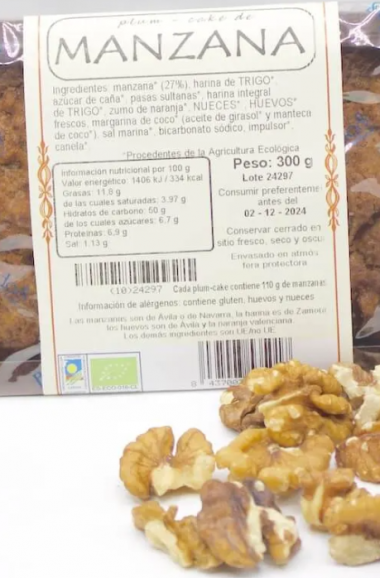 plum - cake de
MANZANA
Ingredientes: manzana* (27%), harina de TRIGO*,
azúcar de caña*, pasas sultanas*, harina integral
de TRIGO*, zumo de naranja*, NUECES*, HUEVOS*
frescos, margarina de coco* (aceite de girasol* y manteca
de coco*), sal marina*, bicarbonato sódico, impulsor*,
canela*.
*Procedentes de la Agricultura Ecológica
Información nutricional por 100 g
Valor energético: 1406 kJ / 334 kcal
Grasas: 11,8 g
de las cuales saturadas: 3,97 g
Hidratos de carbono: 50 g
de los cuales azúcares: 6,7 g
Proteínas: 6,9 g
Sal: 1,13 g
Peso: 300 g
Lote 24297
Consumir preferentemente
antes del
02 - 12 - 2024
Conservar cerrado en
sitio fresco, seco y oscu
Envasado en atmós
fera protectora
(10)24297
Cada plum-cake contiene 110 g de manzanas
Información de alérgenos: contiene gluten, huevos y nueces
Las manzanas son de Ávila o de Navarra, la harina es de Zamora
los huevos son de Ávila y la naranja valenciana
Los demás ingredientes son UE/no UE